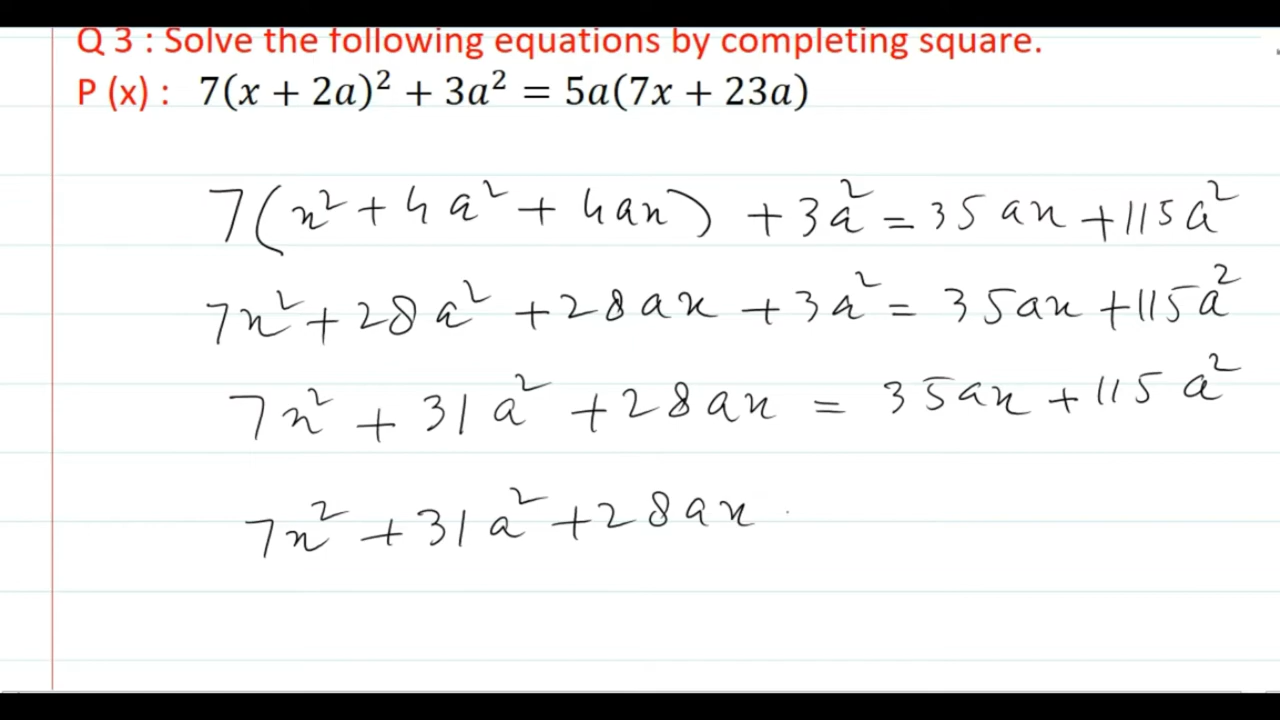 Q 3 : Solve the following equations by completing square.
P (x) : 7(x + 2a)² + 3a² = 5a(7x + 23a)
7(x² + 4a² + 4ax) + 3a² = 35ax + 115a²
7x² + 28a² + 28ax + 3a² = 35ax + 115a²
7x² + 31a² + 28ax = 35ax + 115a²
7x² + 31a² + 28ax